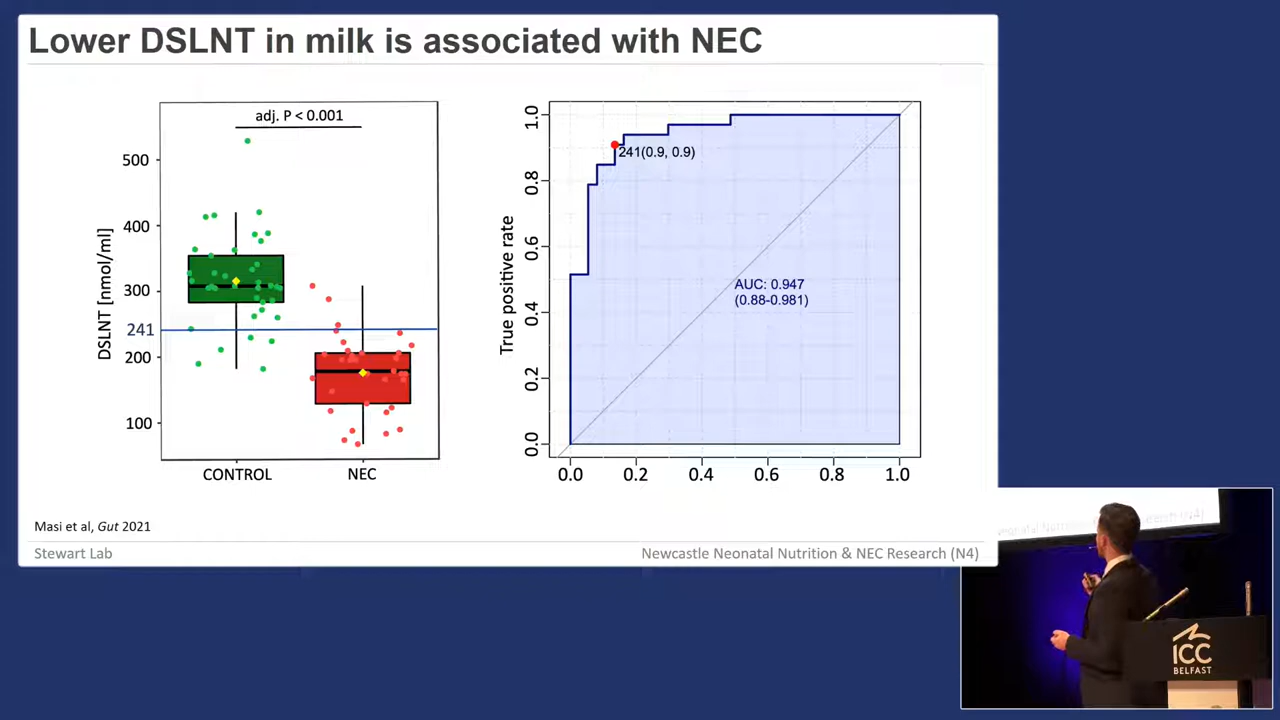 Lower DSLNT in milk is associated with NEC
adj. P < 0.001
DSLNT [nmol/ml]
500
400
300
241
200
100
CONTROL
NEC
True positive rate
1.0
0.8
0.6
0.4
0.2
0.0
241(0.9, 0.9)
AUC: 0.947
(0.88-0.981)
0.0
0.2
0.4
0.6
0.8
1.0
Masi et al, Gut 2021
Stewart Lab
Newcastle Neonatal Nutrition & NEC Research (N4)
ICC
BELFAST